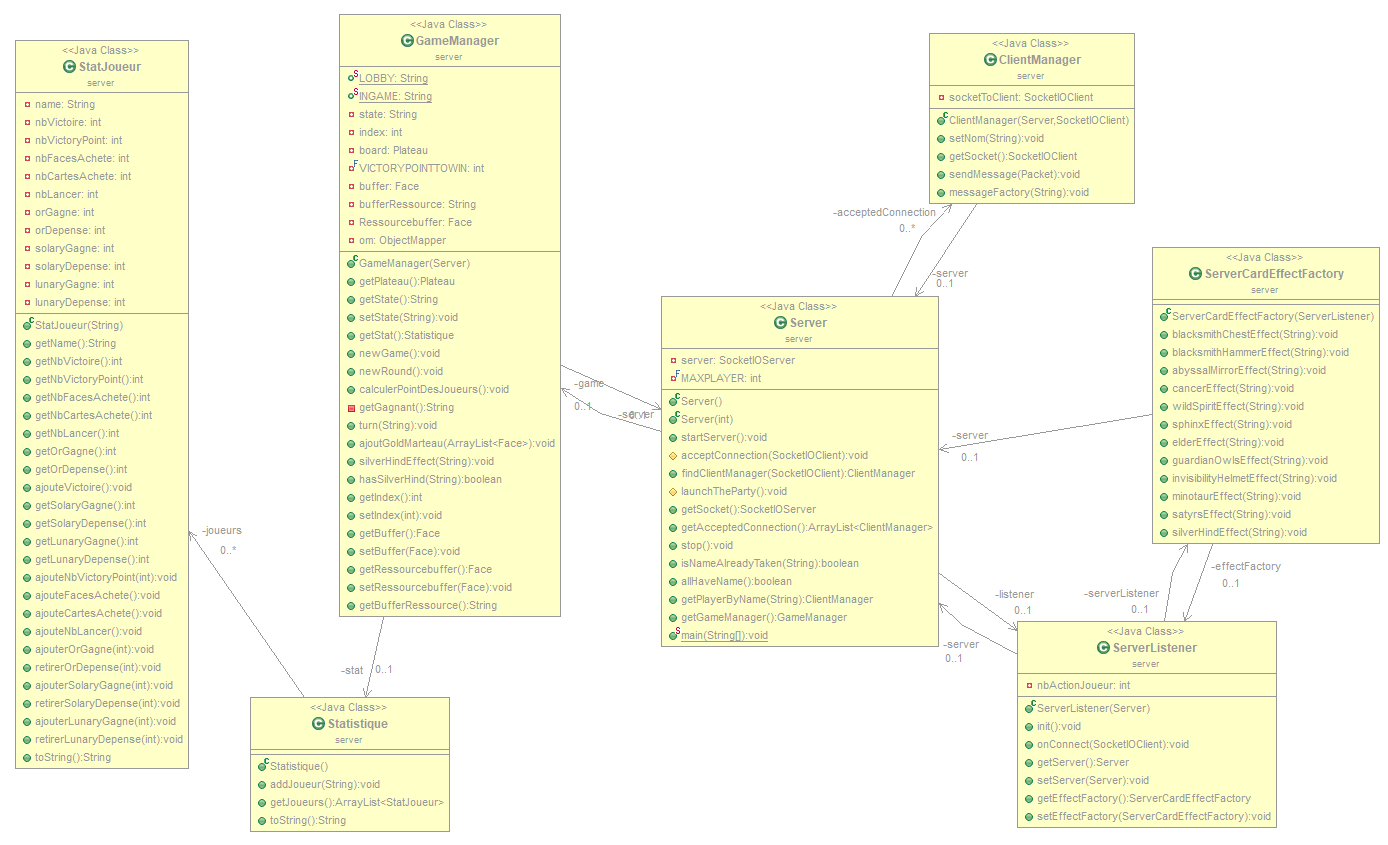 <<Java Class>>
StatJoueur
server
name: String
nbVictoire: int
nbVictoryPoint: int
nbFacesAchete: int
nbCartesAchete: int
nbLancer: int
orGagne: int
orDepense: int
solaryGagne: int
solaryDepense: int
lunaryGagne: int
lunaryDepense: int
StatJoueur(String)
getName():String
getNbVictoire():int
getNbVictoryPoint():int
getNbFacesAchete():int
getNbCartesAchete():int
getNbLancer():int
getOrGagne():int
getOrDepense():int
ajouteVictoire():void
getSolaryGagne():int
getSolaryDepense():int
getLunaryGagne():int
getLunaryDepense():int
ajouteNbVictoryPoint(int):void
ajouteFacesAchete():void
ajouteCartesAchete():void
ajouteNbLancer():void
ajouterOrGagne(int):void
retirerOrDepense(int):void
ajouterSolaryGagne(int):void
retirerSolaryDepense(int):void
ajouterLunaryGagne(int):void
retirerLunaryDepense(int):void
toString():String
<<Java Class>>
GameManager
server
LOBBY: String
INGAME: String
state: String
index: int
board: Plateau
VICTORYPOINTTOWIN: int
buffer: Face
bufferRessource: String
Ressourcebuffer: Face
om: ObjectMapper
GameManager(Server)
getPlateau():Plateau
getState():String
setState(String):void
getStat():Statistique
newGame():void
newRound():void
calculerPointDesJoueurs():void
getGagnant():String
turn(String):void
ajoutGoldMarteau(ArrayList<Face>):void
silverHindEffect(String):void
hasSilverHind(String):boolean
getIndex():int
setIndex(int):void
getBuffer():Face
setBuffer(Face):void
getRessourcebuffer():Face
setRessourcebuffer(Face):void
getBufferRessource():String
-joueurs
0..*
-stat
0..1
<<Java Class>>
Statistique
server
Statistique()
addJoueur(String):void
getJoueurs():ArrayList<StatJoueur>
toString():String
-game
0..1
-server
0..1
<<Java Class>>
Server
server
server: SocketIOServer
MAXPLAYER: int
Server()
Server(int)
startServer():void
acceptConnection(SocketIOClient):void
findClientManager(SocketIOClient):ClientManager
launchTheParty():void
getSocket():SocketIOServer
getAcceptedConnection():ArrayList<ClientManager>
stop():void
isNameAlreadyTaken(String):boolean
allHaveName():boolean
getPlayerByName(String):ClientManager
getGameManager():GameManager
main(String[]):void
<<Java Class>>
ClientManager
server
socketToClient: SocketIOClient
ClientManager(Server,SocketIOClient)
setNom(String):void
getSocket():SocketIOClient
sendMessage(Packet):void
messageFactory(String):void
-acceptedConnection
0..*
-server
0..1
<<Java Class>>
ServerCardEffectFactory
server
ServerCardEffectFactory(ServerListener)
blacksmithChestEffect(String):void
blacksmithHammerEffect(String):void
abyssalMirrorEffect(String):void
cancerEffect(String):void
wildSpiritEffect(String):void
sphinxEffect(String):void
elderEffect(String):void
guardianOwlsEffect(String):void
invisibilityHelmetEffect(String):void
minotaurEffect(String):void
satyrsEffect(String):void
silverHindEffect(String):void
-server
0..1
-effectFactory
0..1
-serverListener
0..1
-listener
0..1
-server
0..1
<<Java Class>>
ServerListener
server
nbActionJoueur: int
ServerListener(Server)
init():void
onConnect(SocketIOClient):void
getServer():Server
setServer(Server):void
getEffectFactory():ServerCardEffectFactory
setEffectFactory(ServerCardEffectFactory):void